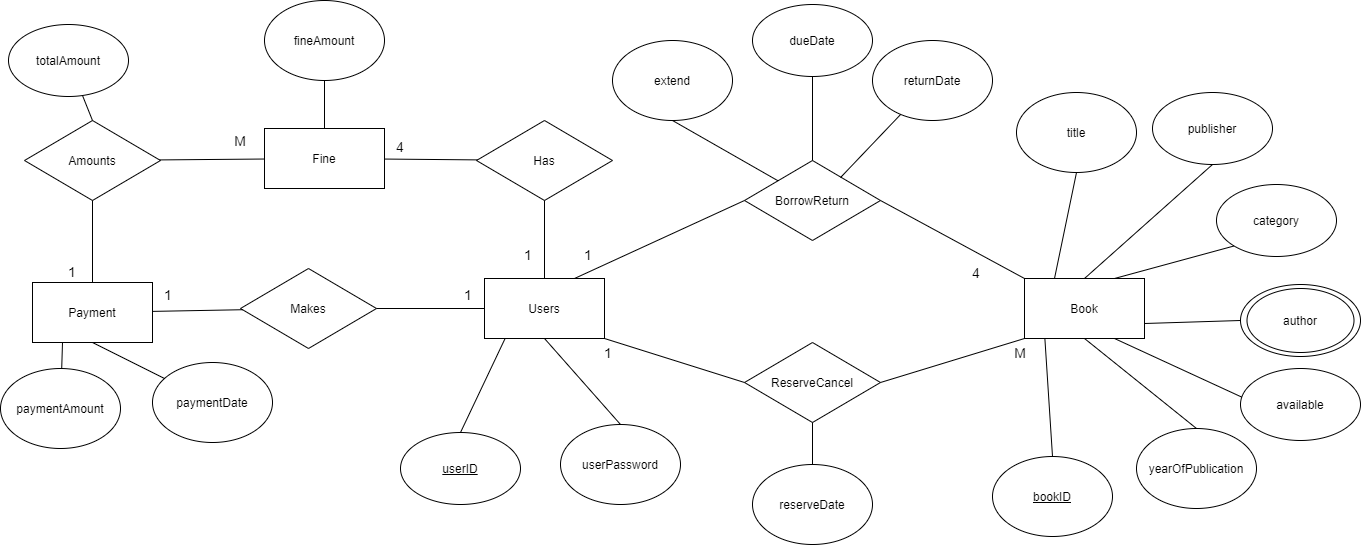 dueDate
fineAmount
totalAmount
extend
returnDate
title
publisher
M
4
Amounts
Fine
Has
BorrowReturn
category
1
1
1
4
1
1
Payment
Makes
Users
Book
author
1
M
ReserveCancel
paymentAmount
paymentDate
available
userID
userPassword
yearOfPublication
reserveDate
bookID